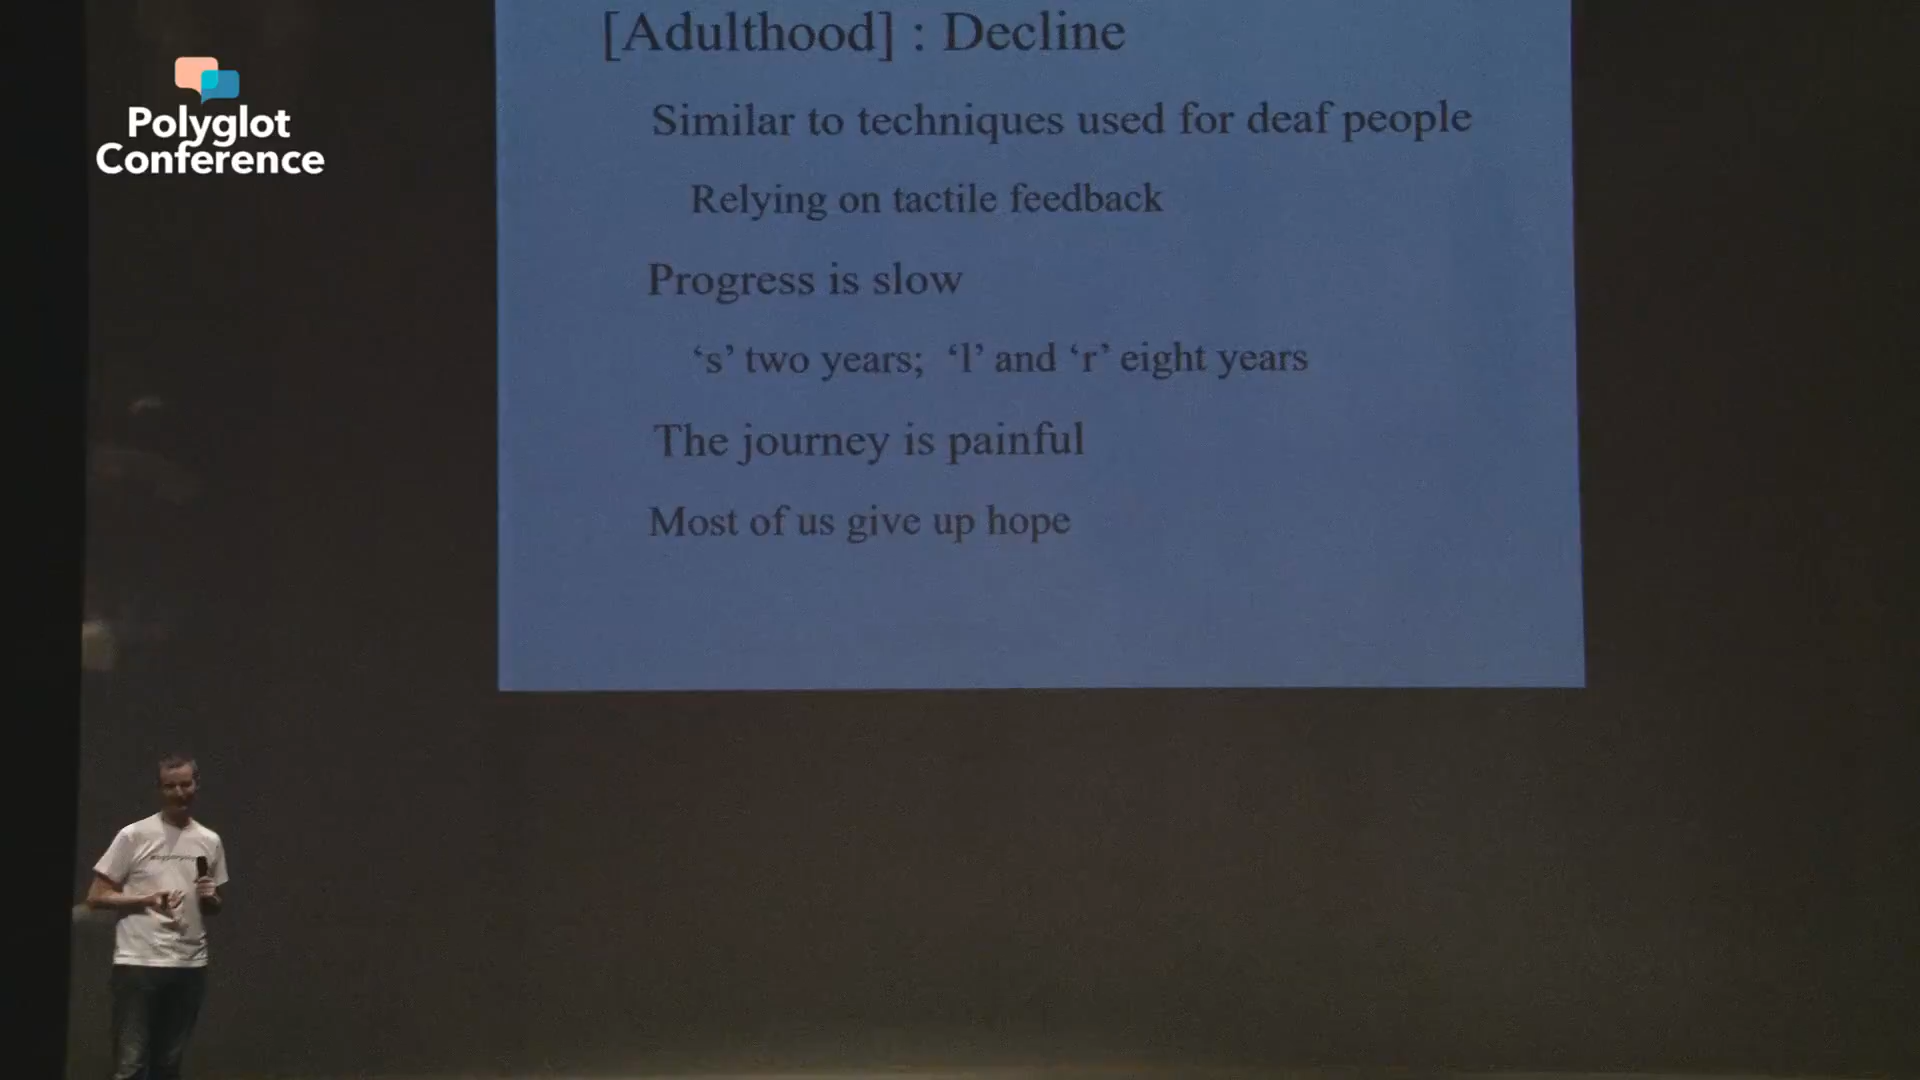 Polyglot
Conference
[Adulthood] : Decline
Similar to techniques used for deaf people
Relying on tactile feedback
Progress is slow
‘s’ two years; ‘l’ and ‘r’ eight years
The journey is painful
Most of us give up hope